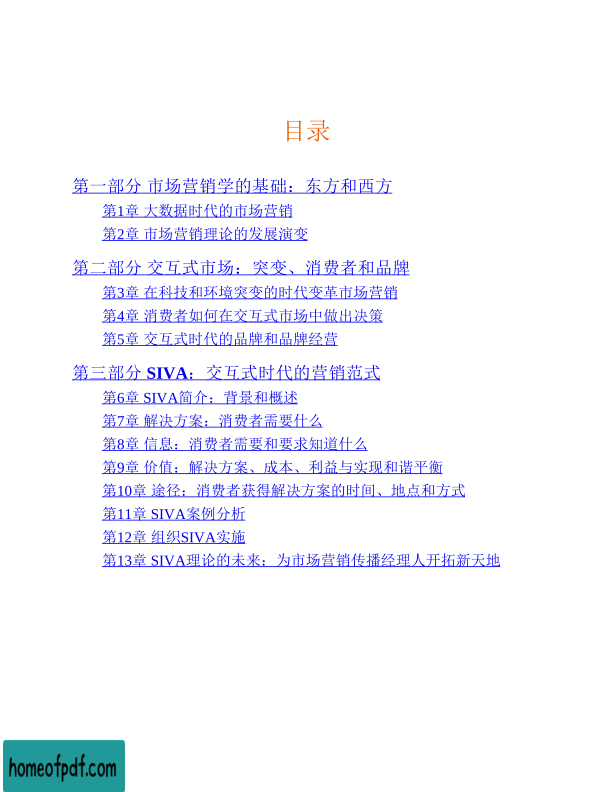 目录
第一部分 市场营销学的基础：东方和西方
第1章 大数据时代的市场营销
第2章 市场营销理论的发展演变
第二部分 交互式市场：突变、消费者和品牌
第3章 在科技和环境突变的时代变革市场营销
第4章 消费者如何在交互式市场中做出决策
第5章 交互式时代的品牌和品牌经营
第三部分 SIVA：交互式时代的营销范式
第6章 SIVA简介：背景和概述
第7章 解决方案：消费者需要什么
第8章 信息：消费者需要和要求知道什么
第9章 价值：解决方案、成本、利益与实现和谐平衡
第10章 途径：消费者获得解决方案的时间、地点和方式
第11章 SIVA案例分析
第12章 组织SIVA实施
第13章 SIVA理论的未来：为市场营销传播经理人开拓新天地
homeofpdf.com